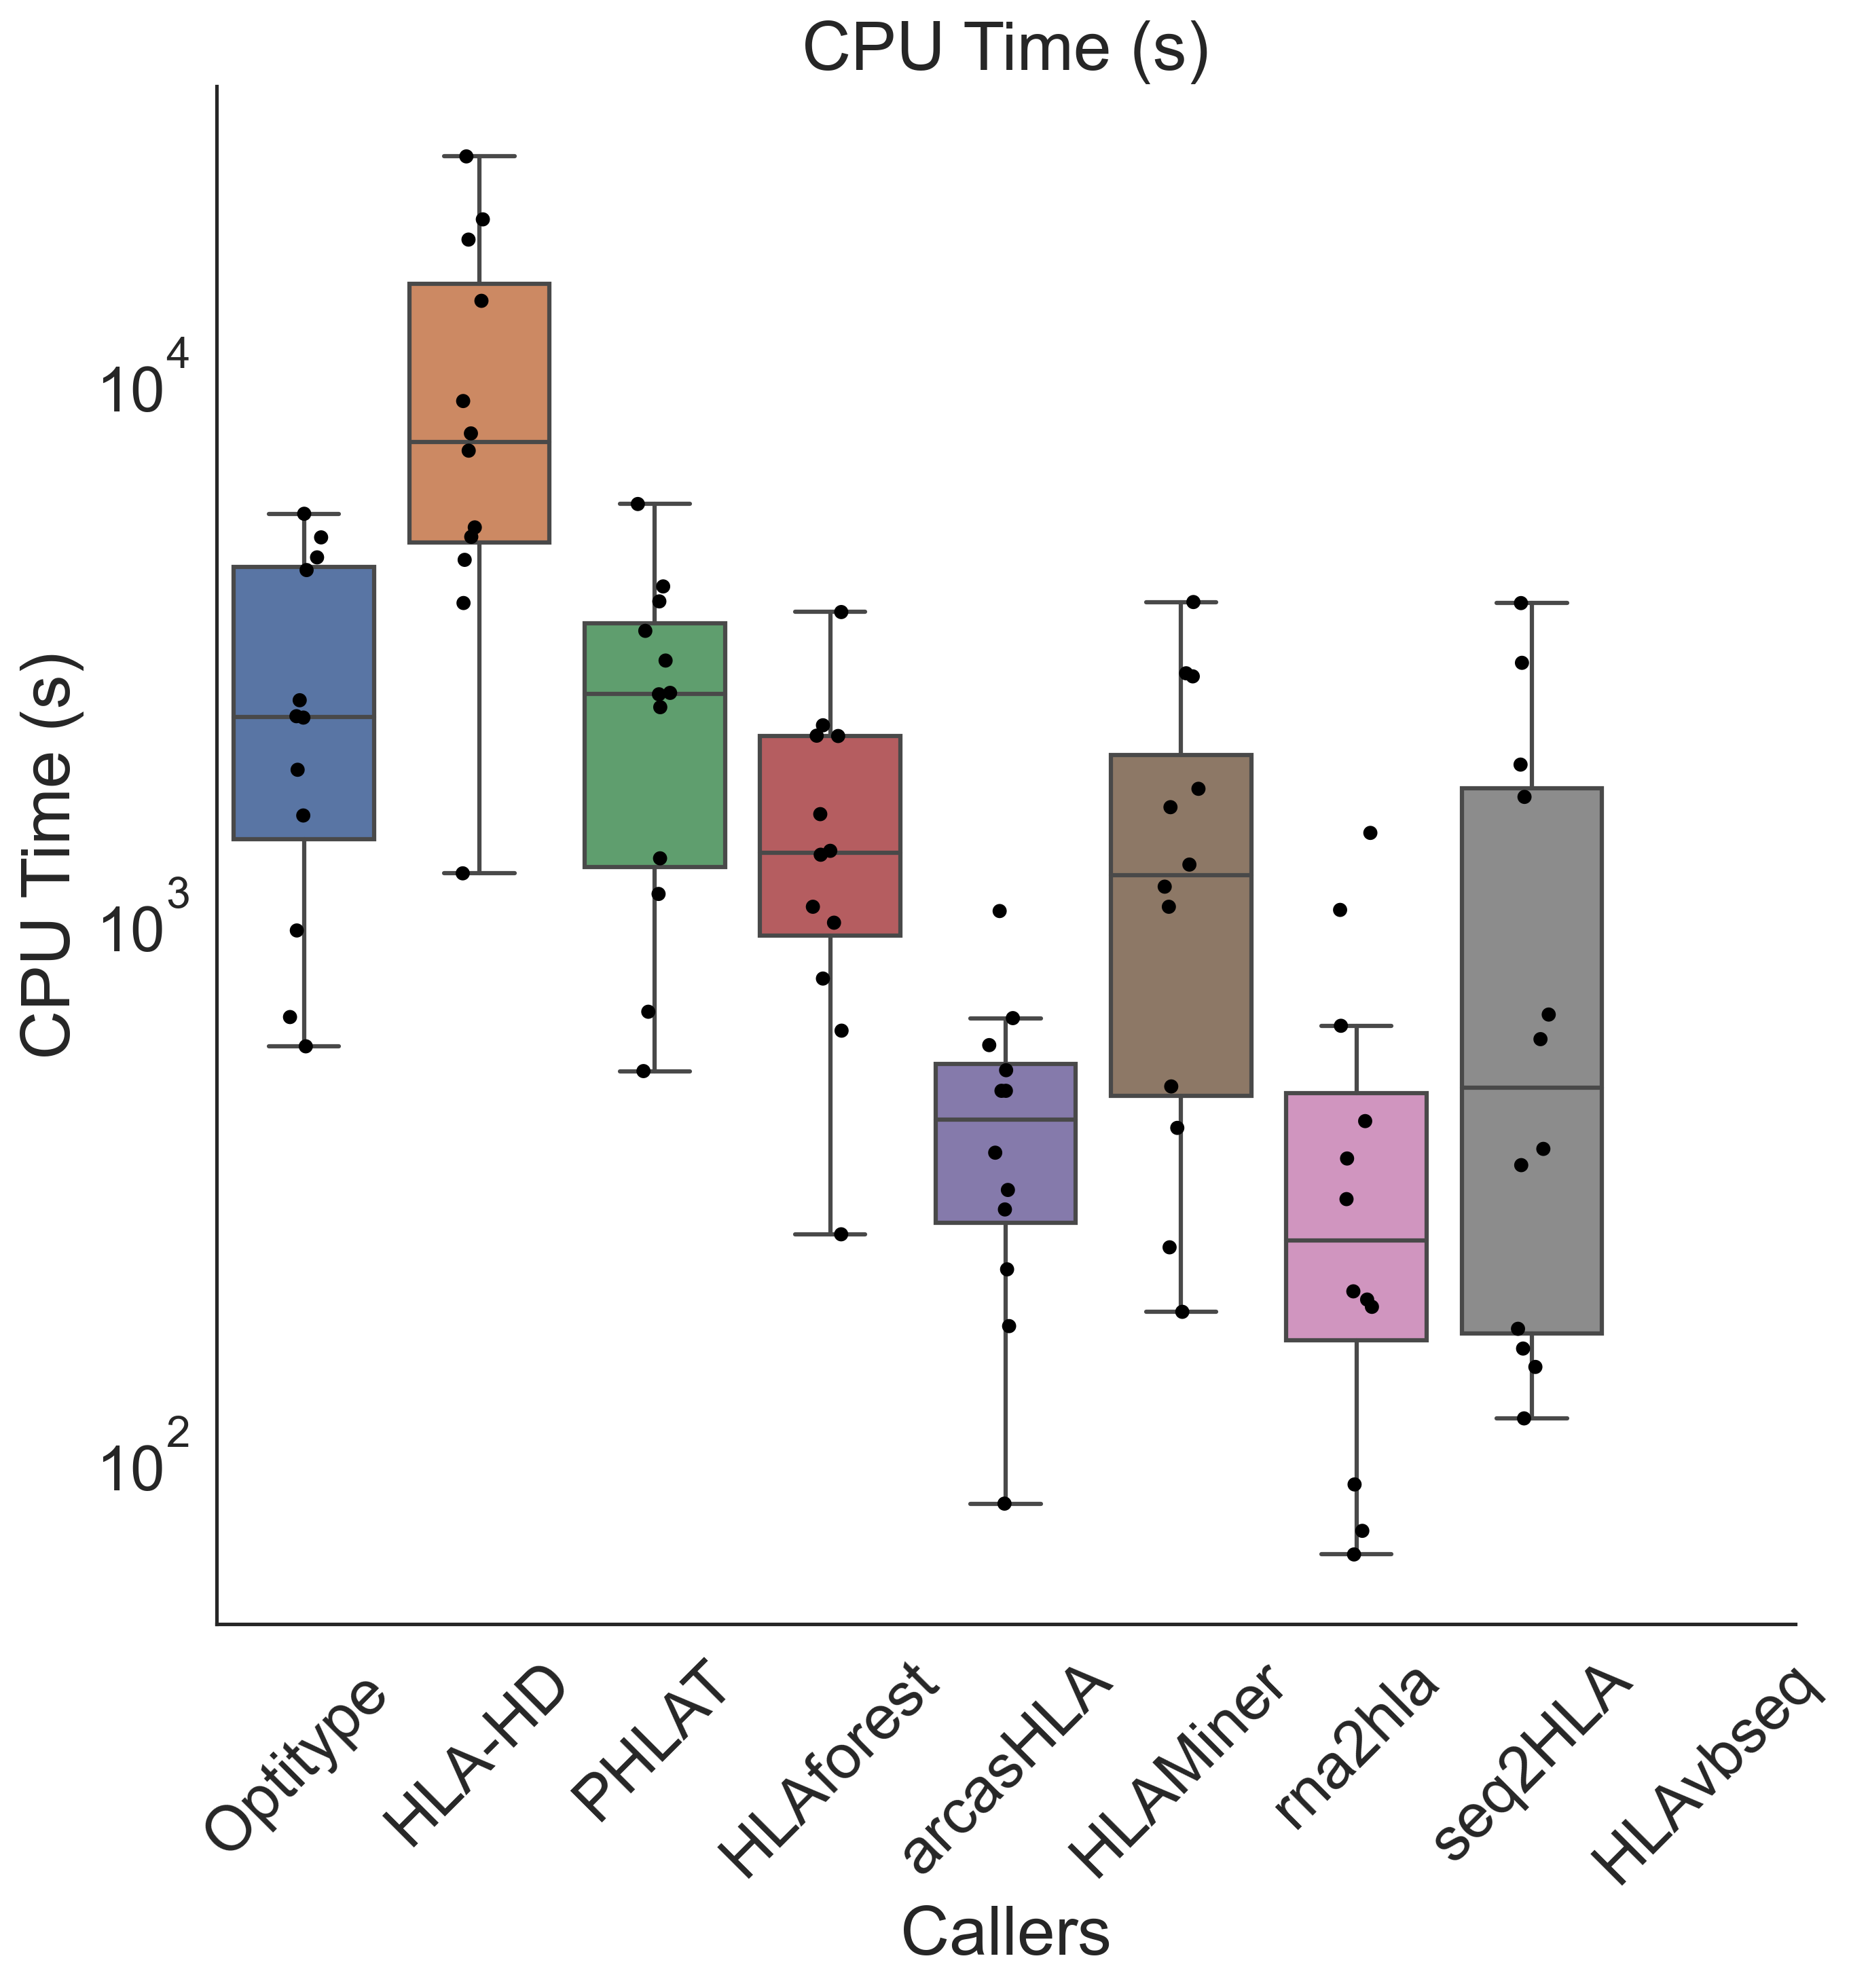 CPU Time (s)
CPU Time (s)
10^4
10^3
10^2
Optitype
HLA-HD
PHLAT
HLAforest
arcasHLA
HLAMiner
rna2hla
seq2HLA
HLAvbseq
Callers